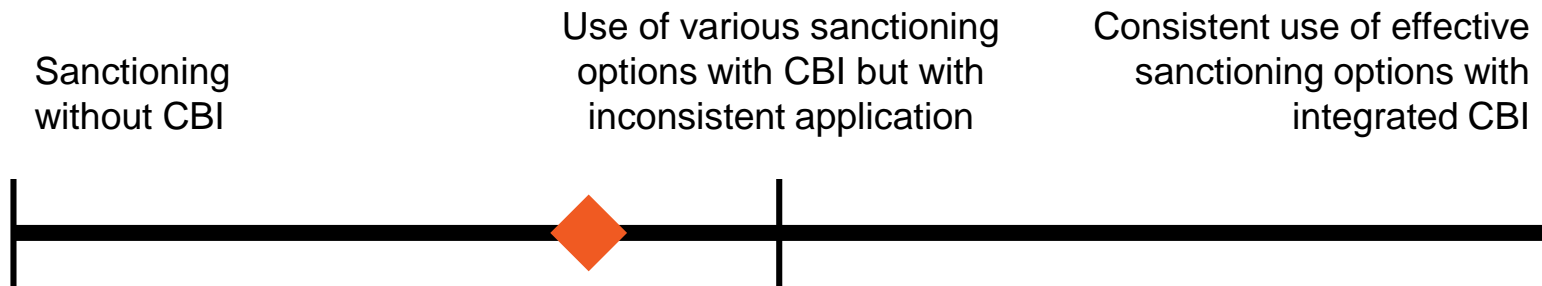 Sanctioning
without CBI
Use of various sanctioning
options with CBI but with
inconsistent application
Consistent use of effective
sanctioning options with
integrated CBI